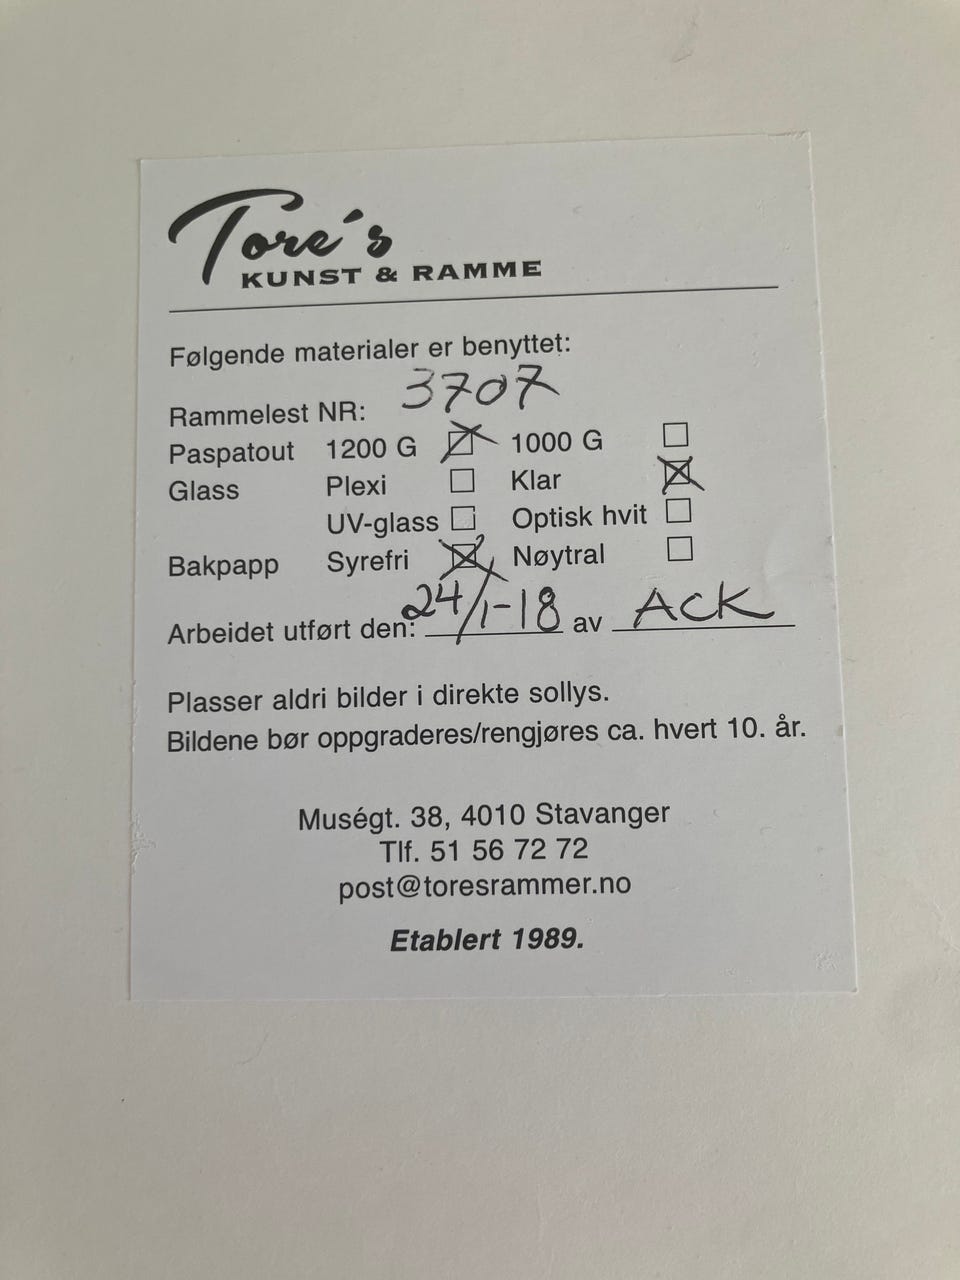 Tore's
KUNST & RAMME
Følgende materialer er benyttet:
Rammelest NR: 3707
Paspatout 1200 G ☒ 1000 G ☐
Glass Plexi ☐ Klar ☒
UV-glass ☐ Optisk hvit ☐
Bakpapp Syrefri ☒ Nøytral ☐
Arbeidet utført den: 24/1-18 av ACK
Plasser aldri bilder i direkte sollys.
Bildene bør oppgraderes/rengjøres ca. hvert 10. år.
Muségt. 38, 4010 Stavanger
Tlf. 51 56 72 72
post@toresrammer.no
Etablert 1989.